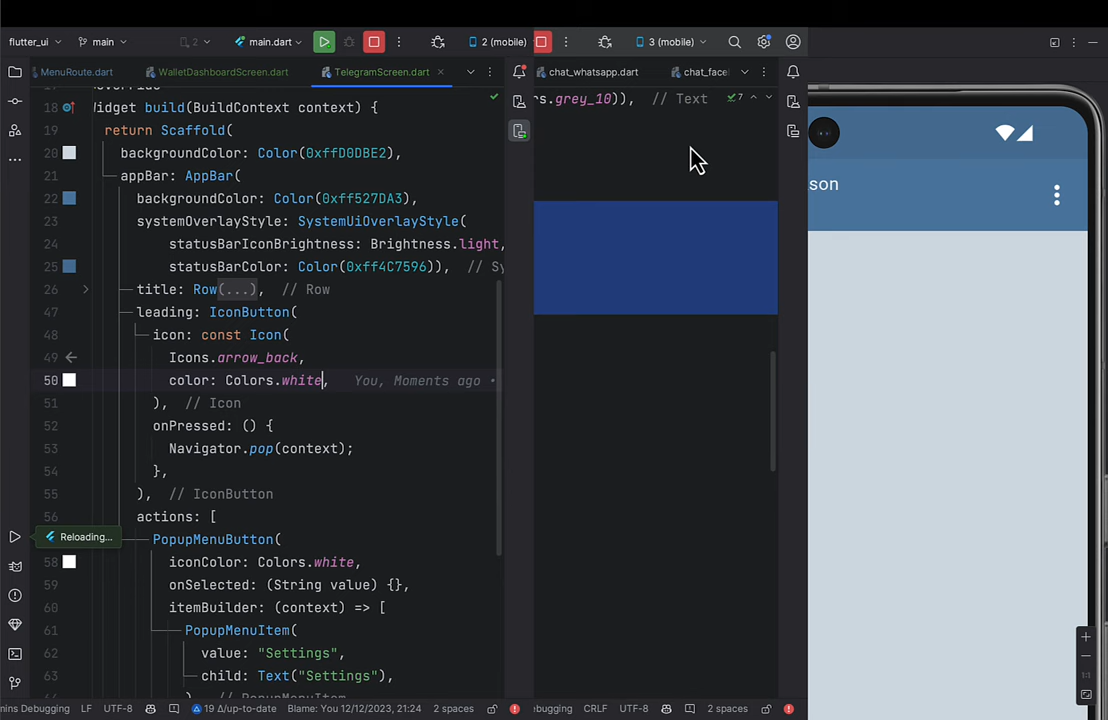 flutter_ui
main
2
main.dart
2 (mobile)
3 (mobile)
MenuRoute.dart
WalletDashboardScreen.dart
TelegramScreen.dart
chat_whatsapp.dart
chat_face
18
Widget build(BuildContext context) {
19
return Scaffold(
20
backgroundColor: Color(0xffD0DBE2),
21
appBar: AppBar(
22
backgroundColor: Color(0xff527DA3),
23
systemOverlayStyle: SystemUiOverlayStyle(
24
statusBarIconBrightness: Brightness.light,
25
statusBarColor: Color(0xff4C7596)), // Sy
26
title: Row(...), // Row
47
leading: IconButton(
48
icon: const Icon(
49
Icons.arrow_back,
50
color: Colors.white, You, Moments ago •
51
), // Icon
52
onPressed: () {
53
Navigator.pop(context);
54
},
55
), // IconButton
56
actions: [
Reloading...
PopupMenuButton(
58
iconColor: Colors.white,
59
onSelected: (String value) {},
60
itemBuilder: (context) => [
61
PopupMenuItem(
62
value: "Settings",
63
child: Text("Settings"),
) // PopupMenuItem
rs.grey_10)), // Text
7
son
1:1
mins Debugging
LF
UTF-8
19 Δ/up-to-date
Blame: You 12/12/2023, 21:24
2 spaces
bugging
CRLF
UTF-8
2 spaces